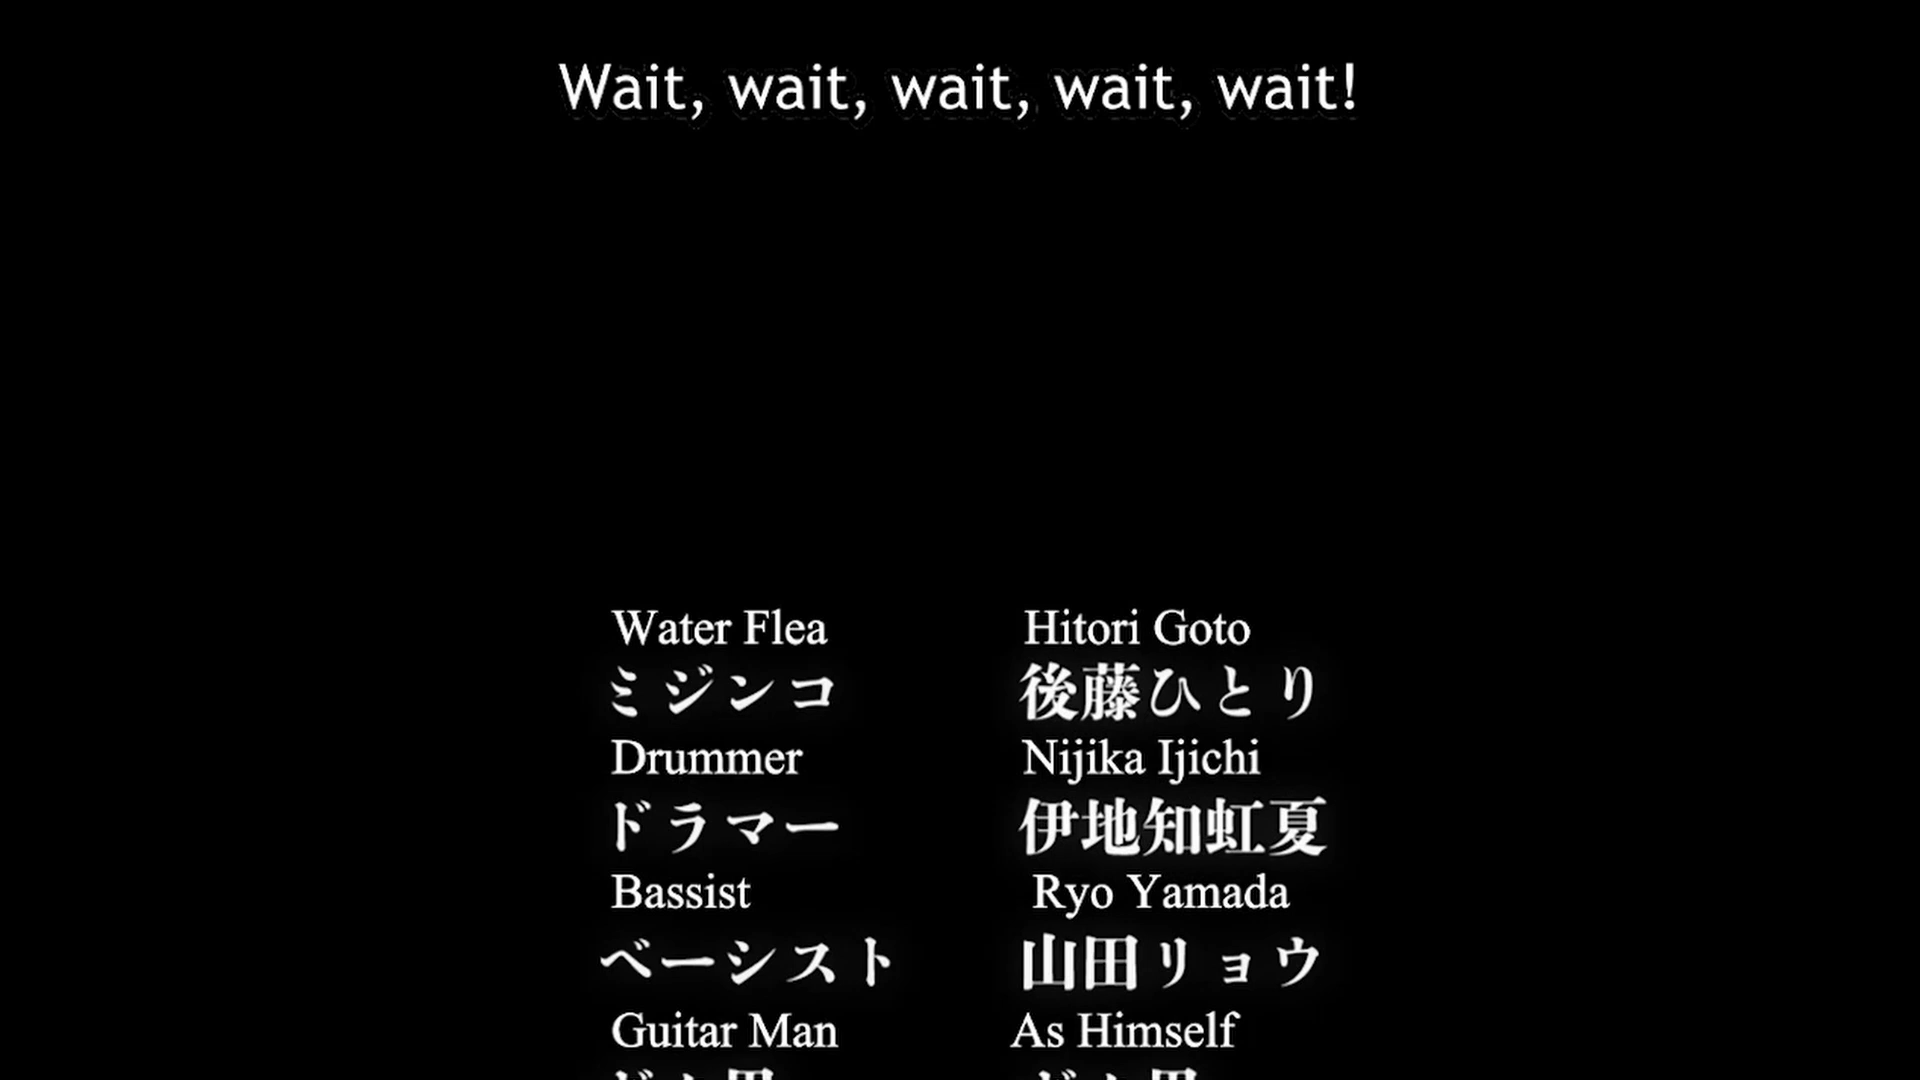 Wait, wait, wait, wait, wait!
Water Flea Hitori Goto
ミジンコ 後藤ひとり
Drummer Nijika Ijichi
ドラマー 伊地知虹夏
Bassist Ryo Yamada
ベーシスト 山田リョウ
Guitar Man As Himself